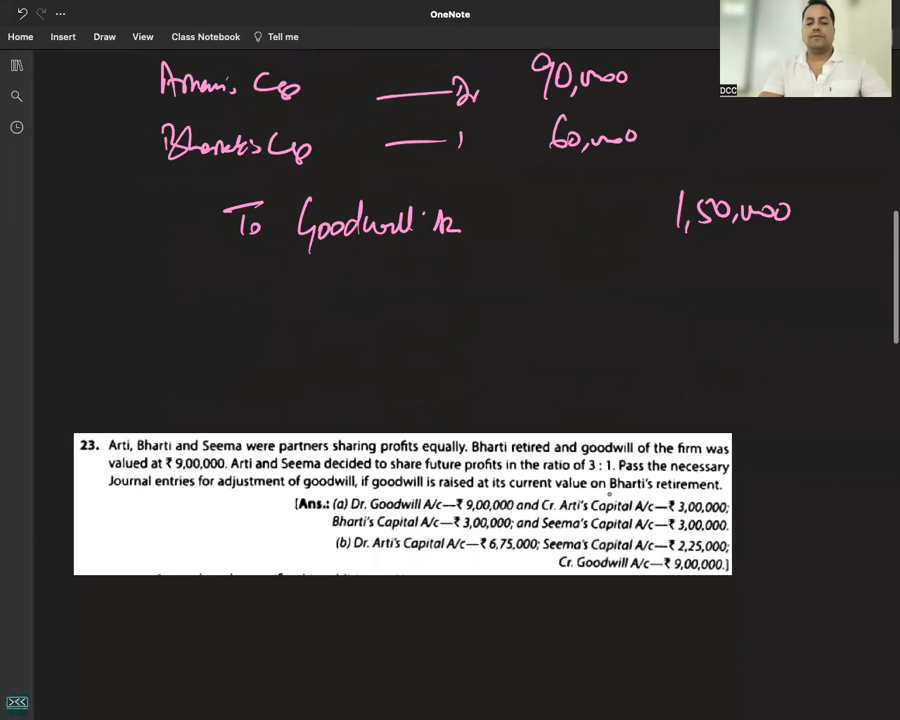 OneNote
Home Insert Draw View Class Notebook Tell me
DCC
Cap Dr 90,000
Cap 60,000
To Goodwill A/c 1,50,000
23. Arti, Bharti and Seema were partners sharing profits equally. Bharti retired and goodwill of the firm was
valued at ₹ 9,00,000. Arti and Seema decided to share future profits in the ratio of 3 : 1. Pass the necessary
Journal entries for adjustment of goodwill, if goodwill is raised at its current value on Bharti's retirement.
[Ans.: (a) Dr. Goodwill A/c—₹ 9,00,000 and Cr. Arti's Capital A/c—₹ 3,00,000;
Bharti's Capital A/c—₹ 3,00,000; and Seema's Capital A/c—₹ 3,00,000.
(b) Dr. Arti's Capital A/c—₹ 6,75,000; Seema's Capital A/c—₹ 2,25,000;
Cr. Goodwill A/c—₹ 9,00,000.]